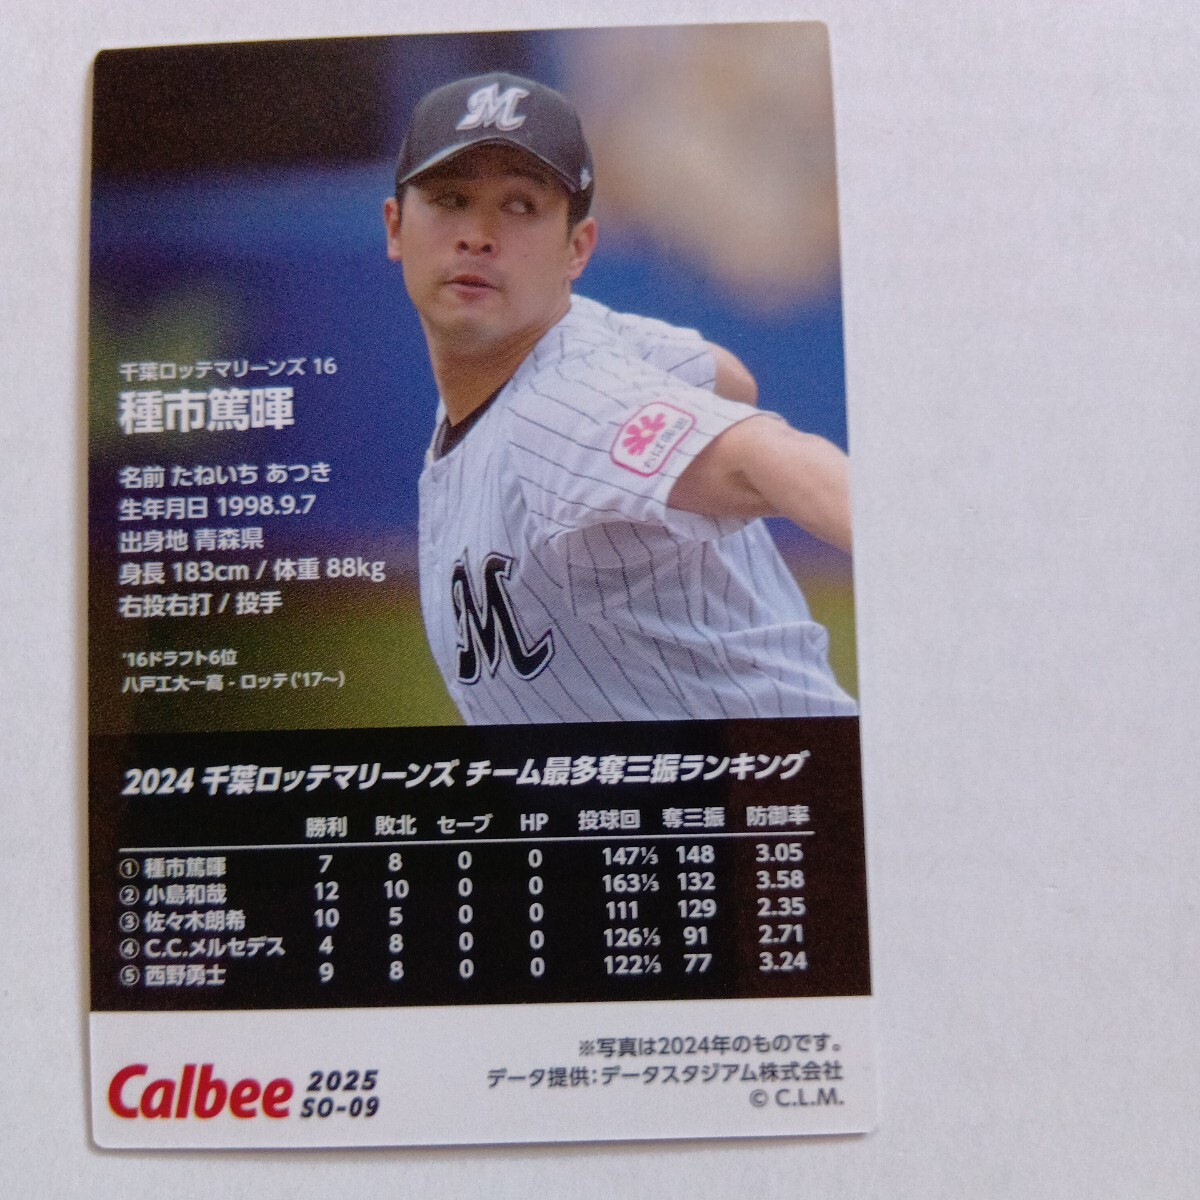 M
千葉ロッテマリーンズ 16
種市篤暉
名前 たねいち あつき
生年月日 1998.9.7
出身地 青森県
身長 183cm / 体重 88kg
右投右打 / 投手
'16ドラフト6位
八戸工大一高 - ロッテ('17〜)
M
2024 千葉ロッテマリーンズ チーム最多奪三振ランキング
勝利 敗北 セーブ HP 投球回 奪三振 防御率
① 種市篤暉 7 8 0 0 147⅓ 148 3.05
② 小島和哉 12 10 0 0 163⅓ 132 3.58
③ 佐々木朗希 10 5 0 0 111 129 2.35
④ C.C.メルセデス 4 8 0 0 126⅓ 91 2.71
⑤ 西野勇士 9 8 0 0 122⅓ 77 3.24
※写真は2024年のものです。
データ提供：データスタジアム株式会社
© C.L.M.
Calbee 2025
SO-09